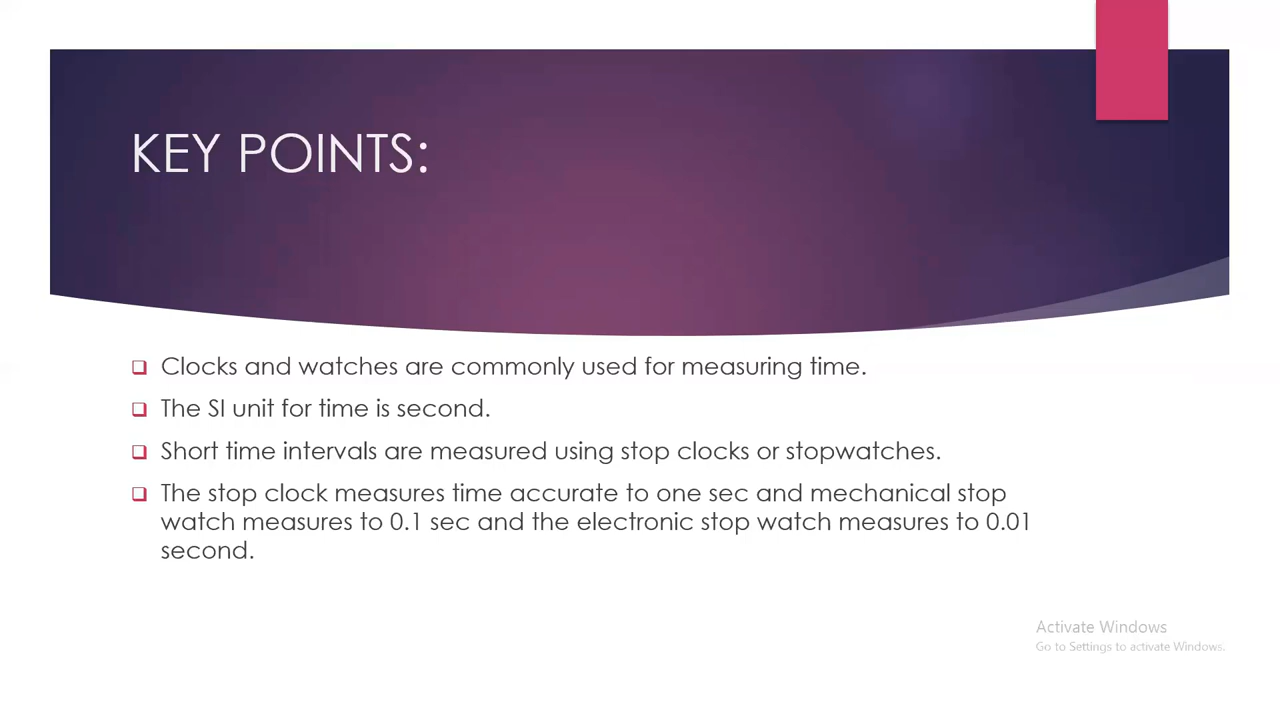 KEY POINTS:
Clocks and watches are commonly used for measuring time.
The SI unit for time is second.
Short time intervals are measured using stop clocks or stopwatches.
The stop clock measures time accurate to one sec and mechanical stop
watch measures to 0.1 sec and the electronic stop watch measures to 0.01
second.
Activate Windows
Go to Settings to activate Windows.